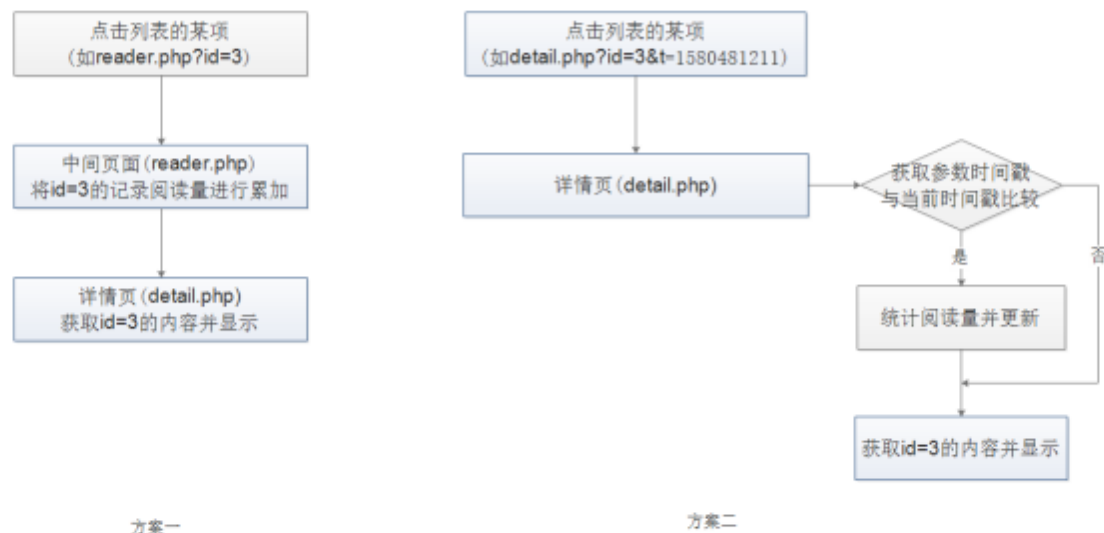 点击列表的某项
(如reader.php?id=3)
中间页面(reader.php)
将id=3的记录阅读量进行累加
详情页(detail.php)
获取id=3的内容并显示
方案一
点击列表的某项
(如detail.php?id=3&t=1580481211)
详情页(detail.php)
获取参数时间戳
与当前时间戳比较
是
否
统计阅读量并更新
获取id=3的内容并显示
方案二